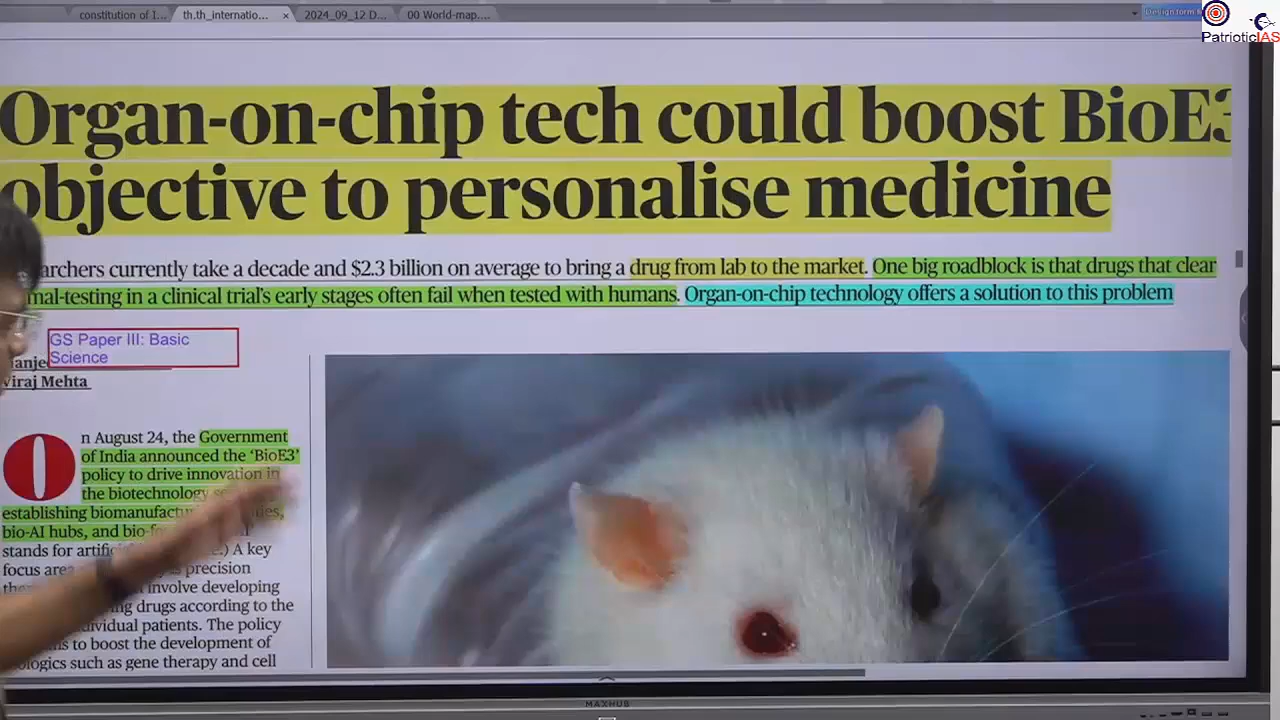 constitution of I...
th.th_internatio...
2024_09_12 D...
00 World-map....
Design form
PatrioticIAS
Organ-on-chip tech could boost BioE3
objective to personalise medicine
archers currently take a decade and $2.3 billion on average to bring a drug from lab to the market. One big roadblock is that drugs that clear
mal-testing in a clinical trial's early stages often fail when tested with humans. Organ-on-chip technology offers a solution to this problem
GS Paper III: Basic
Science
anje
Viraj Mehta
On August 24, the Government
of India announced the 'BioE3'
policy to drive innovation in
the biotechnology
establishing
bio-AI hubs, and
stands for .) A key
focus precision
involve developing
drugs according to the
individual patients. The policy
to boost the development of
ologics such as gene therapy and cell
MAXHUB